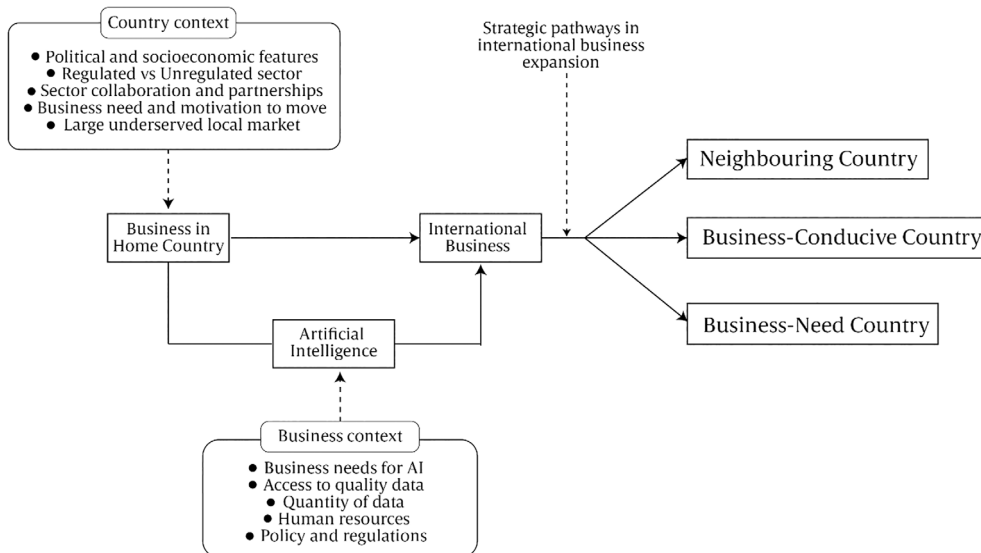 Country context
● Political and socioeconomic features
● Regulated vs Unregulated sector
● Sector collaboration and partnerships
● Business need and motivation to move
● Large underserved local market
Strategic pathways in
international business
expansion
Neighbouring Country
Business in
Home Country
International
Business
Business-Conducive Country
Business-Need Country
Artificial
Intelligence
Business context
● Business needs for AI
● Access to quality data
● Quantity of data
● Human resources
● Policy and regulations